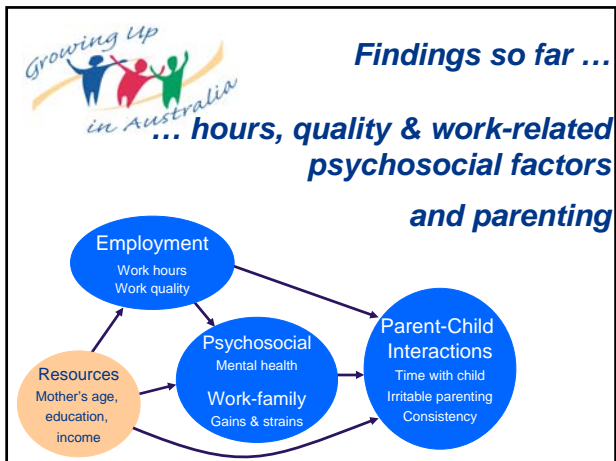 Growing Up
in Australia
Findings so far …
… hours, quality & work-related
psychosocial factors
and parenting
Employment
Work hours
Work quality
Psychosocial
Mental health
Work-family
Gains & strains
Resources
Mother's age,
education,
income
Parent-Child
Interactions
Time with child
Irritable parenting
Consistency